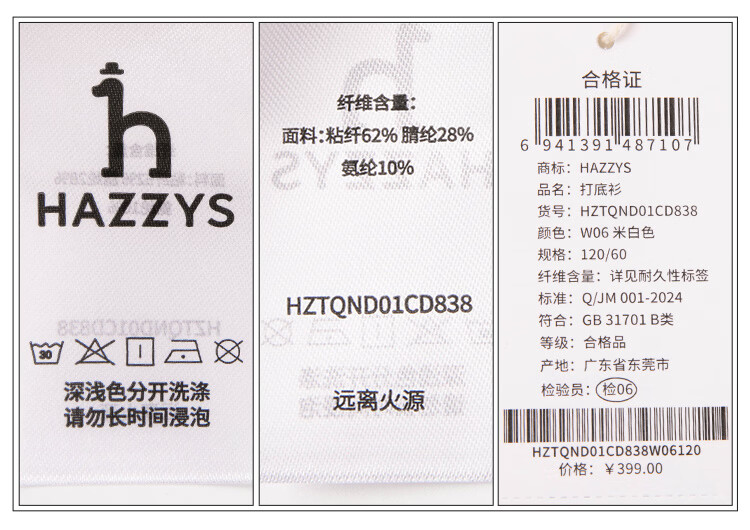 HAZZYS
30
深浅色分开洗涤
请勿长时间浸泡
纤维含量：
面料：粘纤62% 腈纶28%
氨纶10%
HZTQND01CD838
远离火源
合格证
6 941391 487107
商标：HAZZYS
品名：打底衫
货号：HZTQND01CD838
颜色：W06 米白色
规格：120/60
纤维含量：详见耐久性标签
标准：Q/JM 001-2024
符合：GB 31701 B类
等级：合格品
产地：广东省东莞市
检验员：检06
HZTQND01CD838W06120
价格：￥399.00